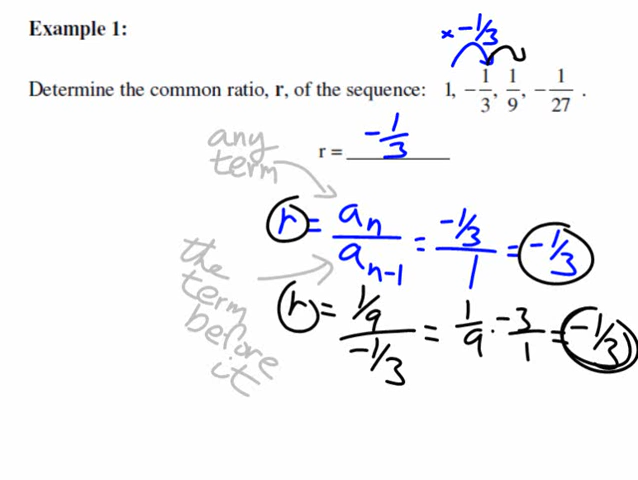 Example 1:
× -1/3
Determine the common ratio, r, of the sequence: 1, -1/3, 1/9, -1/27 .
any
term
r = -1/3
r = aₙ/aₙ₋₁ = (-1/3)/1 = -1/3
the
term
before
it
r = (1/9)/(-1/3) = 1/9 · -3/1 = -1/3